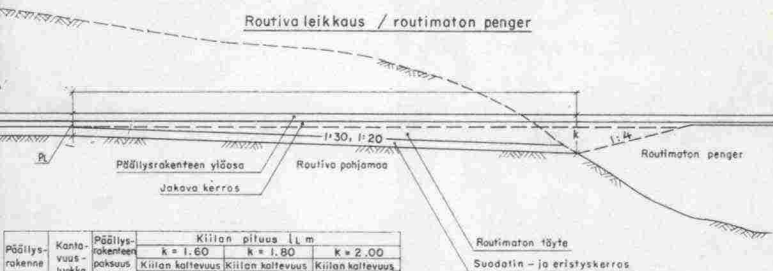 Routiva leikkaus / routimaton penger
1:30, 1:20
k
1:4
PL
Päällysrakenteen yläosa
Routiva pohjamaa
Routimaton penger
Jakava kerros
Routimaton täyte
Suodatin - ja eristyskerros
Päällys-
rakenne
Kanta-
vuus -
luokka
Päällys-
rakenteen
paksuus
Kiilan pituus lL m
k = 1.60 k = 1.80 k = 2.00
Kiilan kaltevuus Kiilan kaltevuus Kiilan kaltevuus